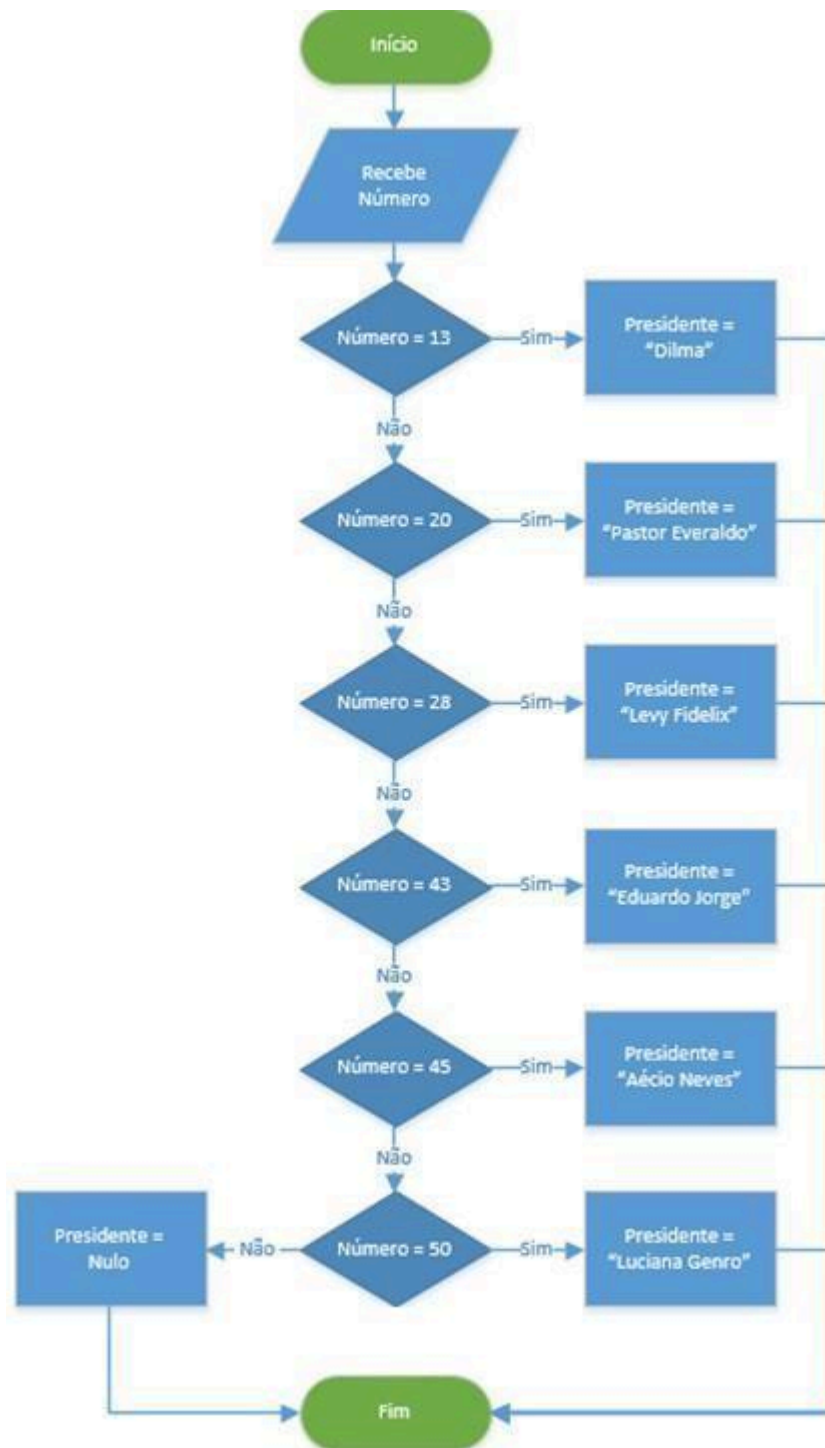 Início
Recebe
Número
Número = 13
Sim
Presidente =
“Dilma”
Não
Número = 20
Sim
Presidente =
“Pastor Everaldo”
Não
Número = 28
Sim
Presidente =
“Levy Fidelix”
Não
Número = 43
Sim
Presidente =
“Eduardo Jorge”
Não
Número = 45
Sim
Presidente =
“Aécio Neves”
Não
Número = 50
Sim
Presidente =
“Luciana Genro”
Não
Presidente =
Nulo
Fim